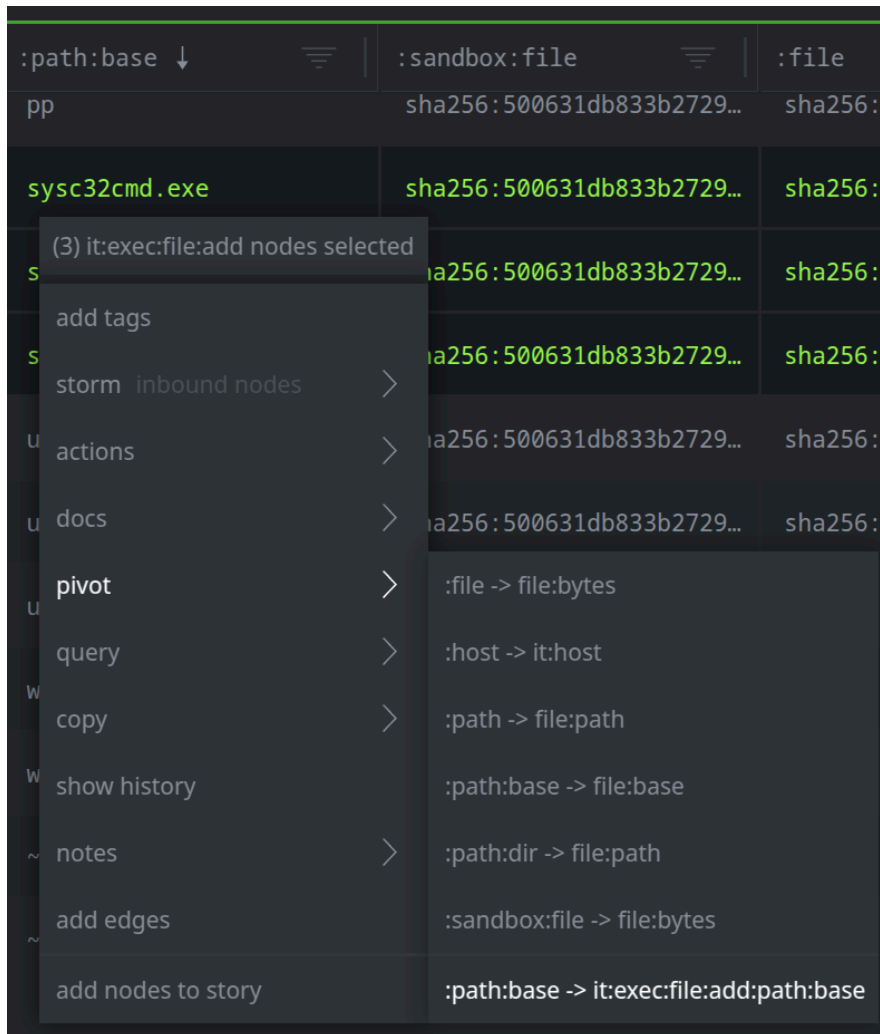 :path:base ↓ :sandbox:file :file
pp sha256:500631db833b2729… sha256:
sysc32cmd.exe sha256:500631db833b2729… sha256:
(3) it:exec:file:add nodes selected
s a256:500631db833b2729… sha256:
add tags
s a256:500631db833b2729… sha256:
storm inbound nodes
u a256:500631db833b2729… sha256:
actions
u docs a256:500631db833b2729… sha256:
pivot :file -> file:bytes
u
query :host -> it:host
w
copy :path -> file:path
w
show history :path:base -> file:base
~ notes :path:dir -> file:path
add edges :sandbox:file -> file:bytes
~
add nodes to story :path:base -> it:exec:file:add:path:base